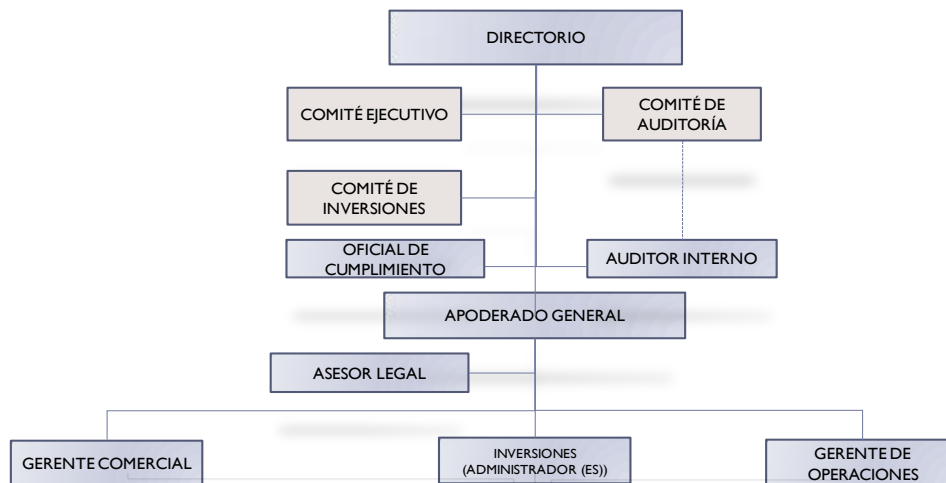 DIRECTORIO
COMITÉ EJECUTIVO
COMITÉ DE
AUDITORÍA
COMITÉ DE
INVERSIONES
OFICIAL DE
CUMPLIMIENTO
AUDITOR INTERNO
APODERADO GENERAL
ASESOR LEGAL
GERENTE COMERCIAL
INVERSIONES
(ADMINISTRADOR (ES))
GERENTE DE
OPERACIONES